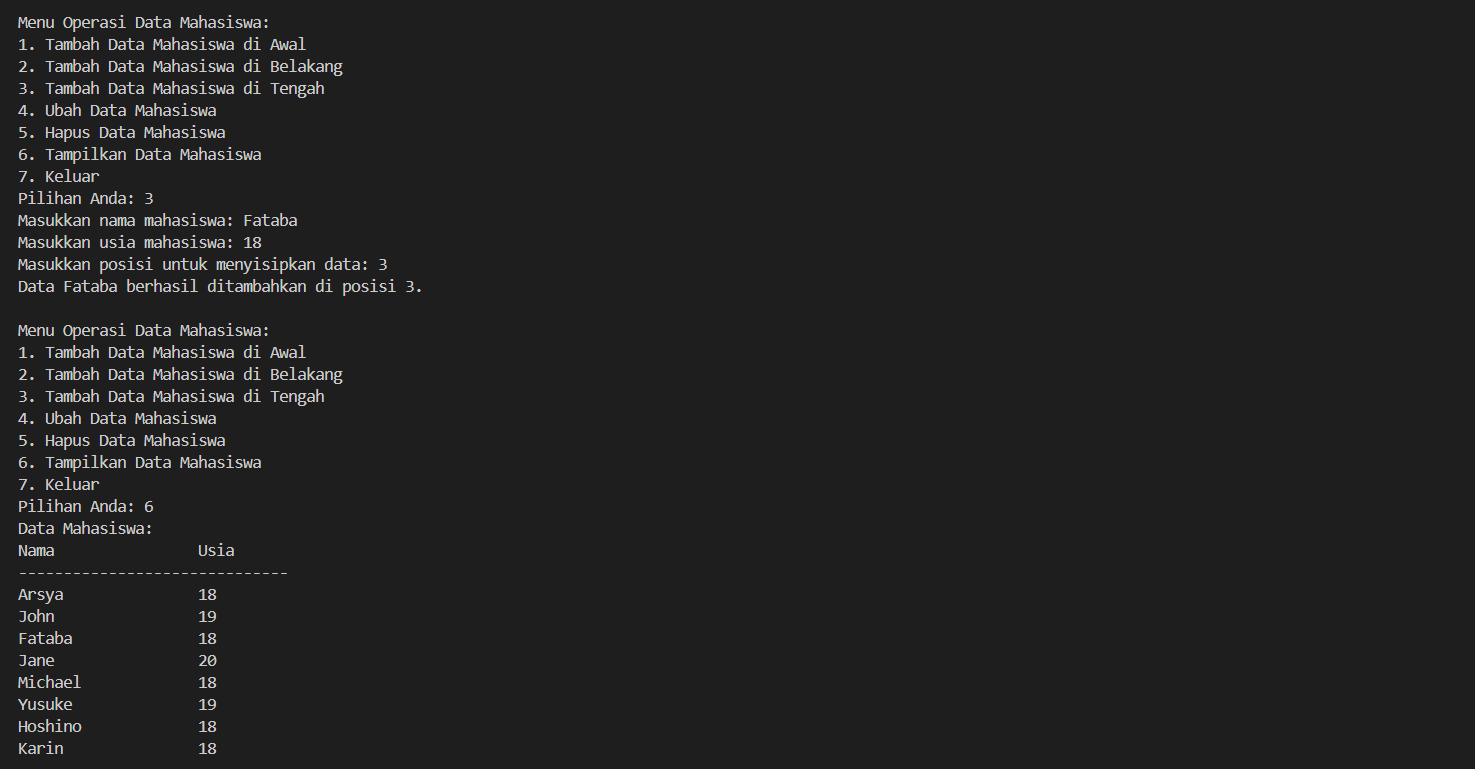 Menu Operasi Data Mahasiswa:
1. Tambah Data Mahasiswa di Awal
2. Tambah Data Mahasiswa di Belakang
3. Tambah Data Mahasiswa di Tengah
4. Ubah Data Mahasiswa
5. Hapus Data Mahasiswa
6. Tampilkan Data Mahasiswa
7. Keluar
Pilihan Anda: 3
Masukkan nama mahasiswa: Fataba
Masukkan usia mahasiswa: 18
Masukkan posisi untuk menyisipkan data: 3
Data Fataba berhasil ditambahkan di posisi 3.

Menu Operasi Data Mahasiswa:
1. Tambah Data Mahasiswa di Awal
2. Tambah Data Mahasiswa di Belakang
3. Tambah Data Mahasiswa di Tengah
4. Ubah Data Mahasiswa
5. Hapus Data Mahasiswa
6. Tampilkan Data Mahasiswa
7. Keluar
Pilihan Anda: 6
Data Mahasiswa:
Nama                Usia
------------------------------
Arsya               18
John                19
Fataba              18
Jane                20
Michael             18
Yusuke              19
Hoshino             18
Karin               18